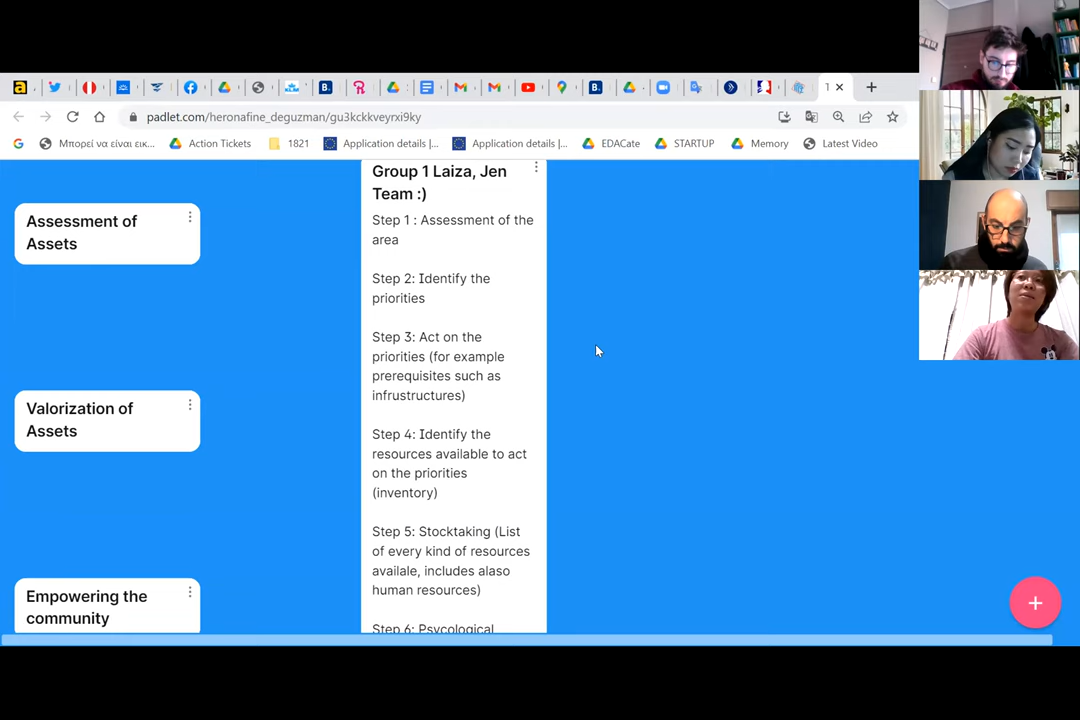 padlet.com/heronafine_deguzman/gu3kckkveyrxi9ky
G
Μπορεί να είναι εικ...
Action Tickets
1821
Application details |...
Application details |...
EDACate
STARTUP
Memory
Latest Video
Assessment of
Assets
Valorization of
Assets
Empowering the
community
Group 1 Laiza, Jen
Team :)
Step 1 : Assessment of the
area
Step 2: Identify the
priorities
Step 3: Act on the
priorities (for example
prerequisites such as
infrustructures)
Step 4: Identify the
resources available to act
on the priorities
(inventory)
Step 5: Stocktaking (List
of every kind of resources
availale, includes alaso
human resources)
Step 6: Psycological